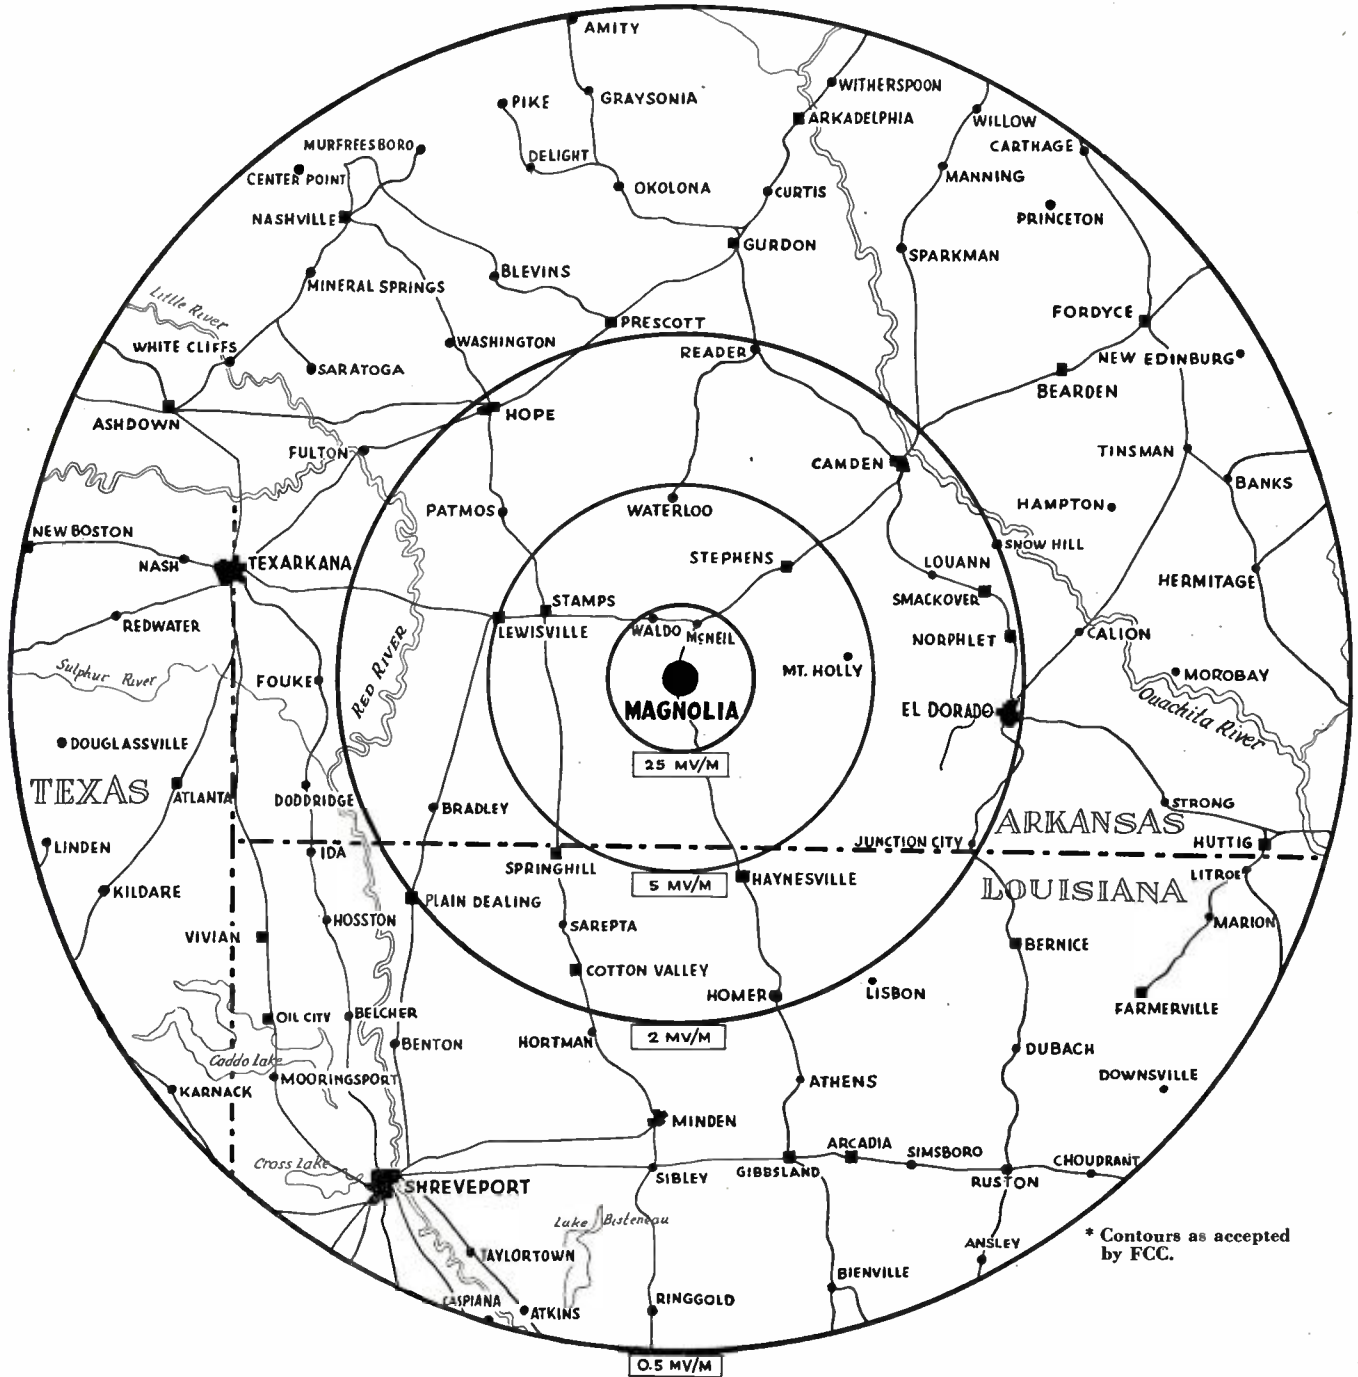 AMITY
PIKE
GRAYSONIA
WITHERSPOON
ARKADELPHIA
WILLOW
CARTHAGE
MURFREESBORO
DELIGHT
CENTER POINT
OKOLONA
CURTIS
MANNING
NASHVILLE
PRINCETON
GURDON
SPARKMAN
BLEVINS
MINERAL SPRINGS
Little River
FORDYCE
PRESCOTT
WHITE CLIFFS
WASHINGTON
READER
NEW EDINBURG
SARATOGA
BEARDEN
HOPE
ASHDOWN
FULTON
CAMDEN
TINSMAN
BANKS
PATMOS
WATERLOO
HAMPTON
NEW BOSTON
SNOW HILL
NASH
TEXARKANA
STEPHENS
LOUANN
HERMITAGE
STAMPS
SMACKOVER
REDWATER
LEWISVILLE
WALDO
McNEIL
NORPHLET
CALION
RED RIVER
Sulphur River
FOUKE
MT. HOLLY
MOROBAY
MAGNOLIA
EL DORADO
Ouachita River
DOUGLASSVILLE
25 MV/M
TEXAS
ATLANTA
DODDRIDGE
BRADLEY
STRONG
ARKANSAS
LINDEN
IDA
JUNCTION CITY
HUTTIG
SPRINGHILL
LITROE
KILDARE
5 MV/M
HAYNESVILLE
LOUISIANA
PLAIN DEALING
HOSSTON
SAREPTA
MARION
VIVIAN
BERNICE
COTTON VALLEY
HOMER
LISBON
FARMERVILLE
OIL CITY
BELCHER
2 MV/M
HORTMAN
BENTON
DUBACH
Caddo Lake
MOORINGSPORT
ATHENS
DOWNSVILLE
KARNACK
MINDEN
ARCADIA
SIMSBORO
CHOUDRANT
Cross Lake
SHREVEPORT
SIBLEY
GIBBSLAND
RUSTON
Lake Bisteneau
* Contours as accepted
by FCC.
ANSLEY
TAYLORTOWN
BIENVILLE
CASPIANA
ATKINS
RINGGOLD
0.5 MV/M